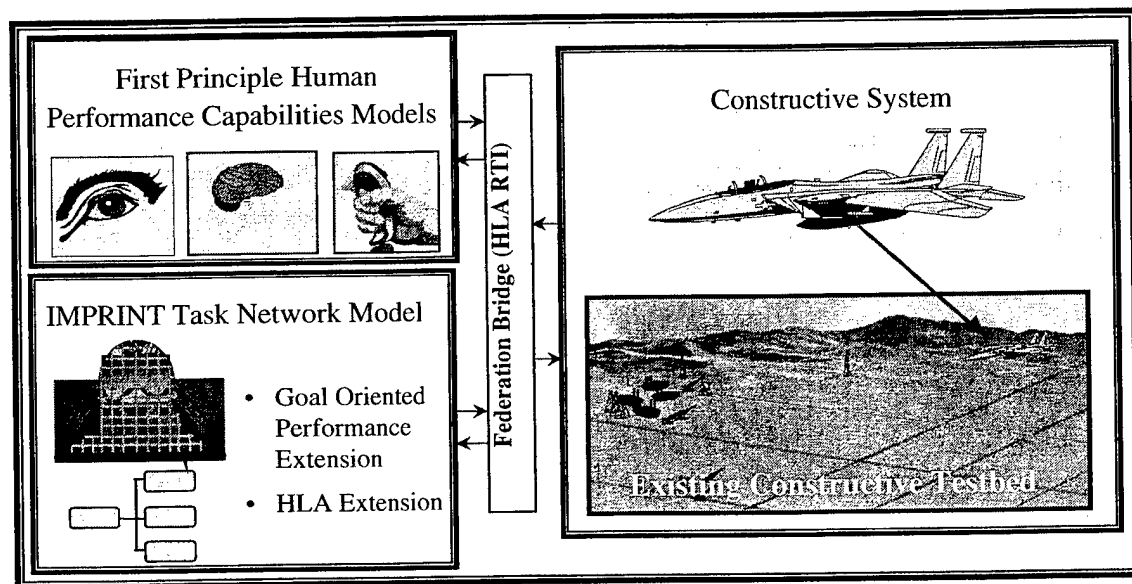 First Principle Human
Performance Capabilities Models
IMPRINT Task Network Model
• Goal Oriented
Performance
Extension
• HLA Extension
Federation Bridge (HLA RTI)
Constructive System
Existing Constructive Testbed